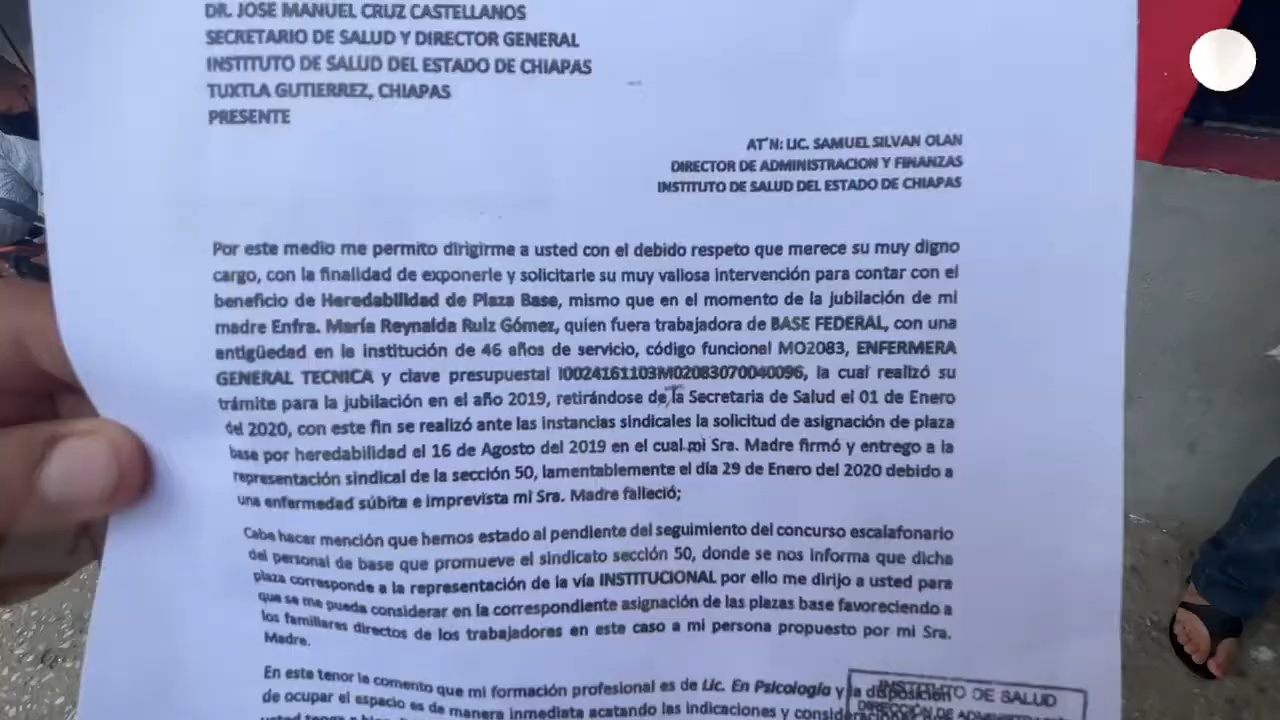 DR. JOSE MANUEL CRUZ CASTELLANOS
SECRETARIO DE SALUD Y DIRECTOR GENERAL
INSTITUTO DE SALUD DEL ESTADO DE CHIAPAS
TUXTLA GUTIERREZ, CHIAPAS
PRESENTE
AT'N: LIC. SAMUEL SILVAN OLAN
DIRECTOR DE ADMINISTRACION Y FINANZAS
INSTITUTO DE SALUD DEL ESTADO DE CHIAPAS
Por este medio me permito dirigirme a usted con el debido respeto que merece su muy digno
cargo, con la finalidad de exponerle y solicitarle su muy valiosa intervención para contar con el
beneficio de Heredabilidad de Plaza Base, mismo que en el momento de la jubilación de mi
madre Enfra. María Reynalda Ruiz Gómez, quien fuera trabajadora de BASE FEDERAL, con una
antigüedad en la institución de 46 años de servicio, código funcional MO2083, ENFERMERA
GENERAL TECNICA y clave presupuestal I0024161103M02083070040096, la cual realizó su
trámite para la jubilación en el año 2019, retirándose de la Secretaria de Salud el 01 de Enero
del 2020, con este fin se realizó ante las instancias sindicales la solicitud de asignación de plaza
base por heredabilidad el 16 de Agosto del 2019 en el cual mi Sra. Madre firmó y entrego a la
representación sindical de la sección 50, lamentablemente el día 29 de Enero del 2020 debido a
una enfermedad súbita e imprevista mi Sra. Madre falleció;
Cabe hacer mención que hemos estado al pendiente del seguimiento del concurso escalafonario
del personal de base que promueve el sindicato sección 50, donde se nos informa que dicha
plaza corresponde a la representación de la vía INSTITUCIONAL por ello me dirijo a usted para
que se me pueda considerar en la correspondiente asignación de las plazas base favoreciendo a
los familiares directos de los trabajadores en este caso a mi persona propuesto por mi Sra.
Madre.
En este tenor le comento que mi formación profesional es de Lic. En Psicología y la disposición
INSTITUTO DE SALUD
de ocupar el espacio es de manera inmediata acatando las indicaciones y
DIRECCIÓN DE